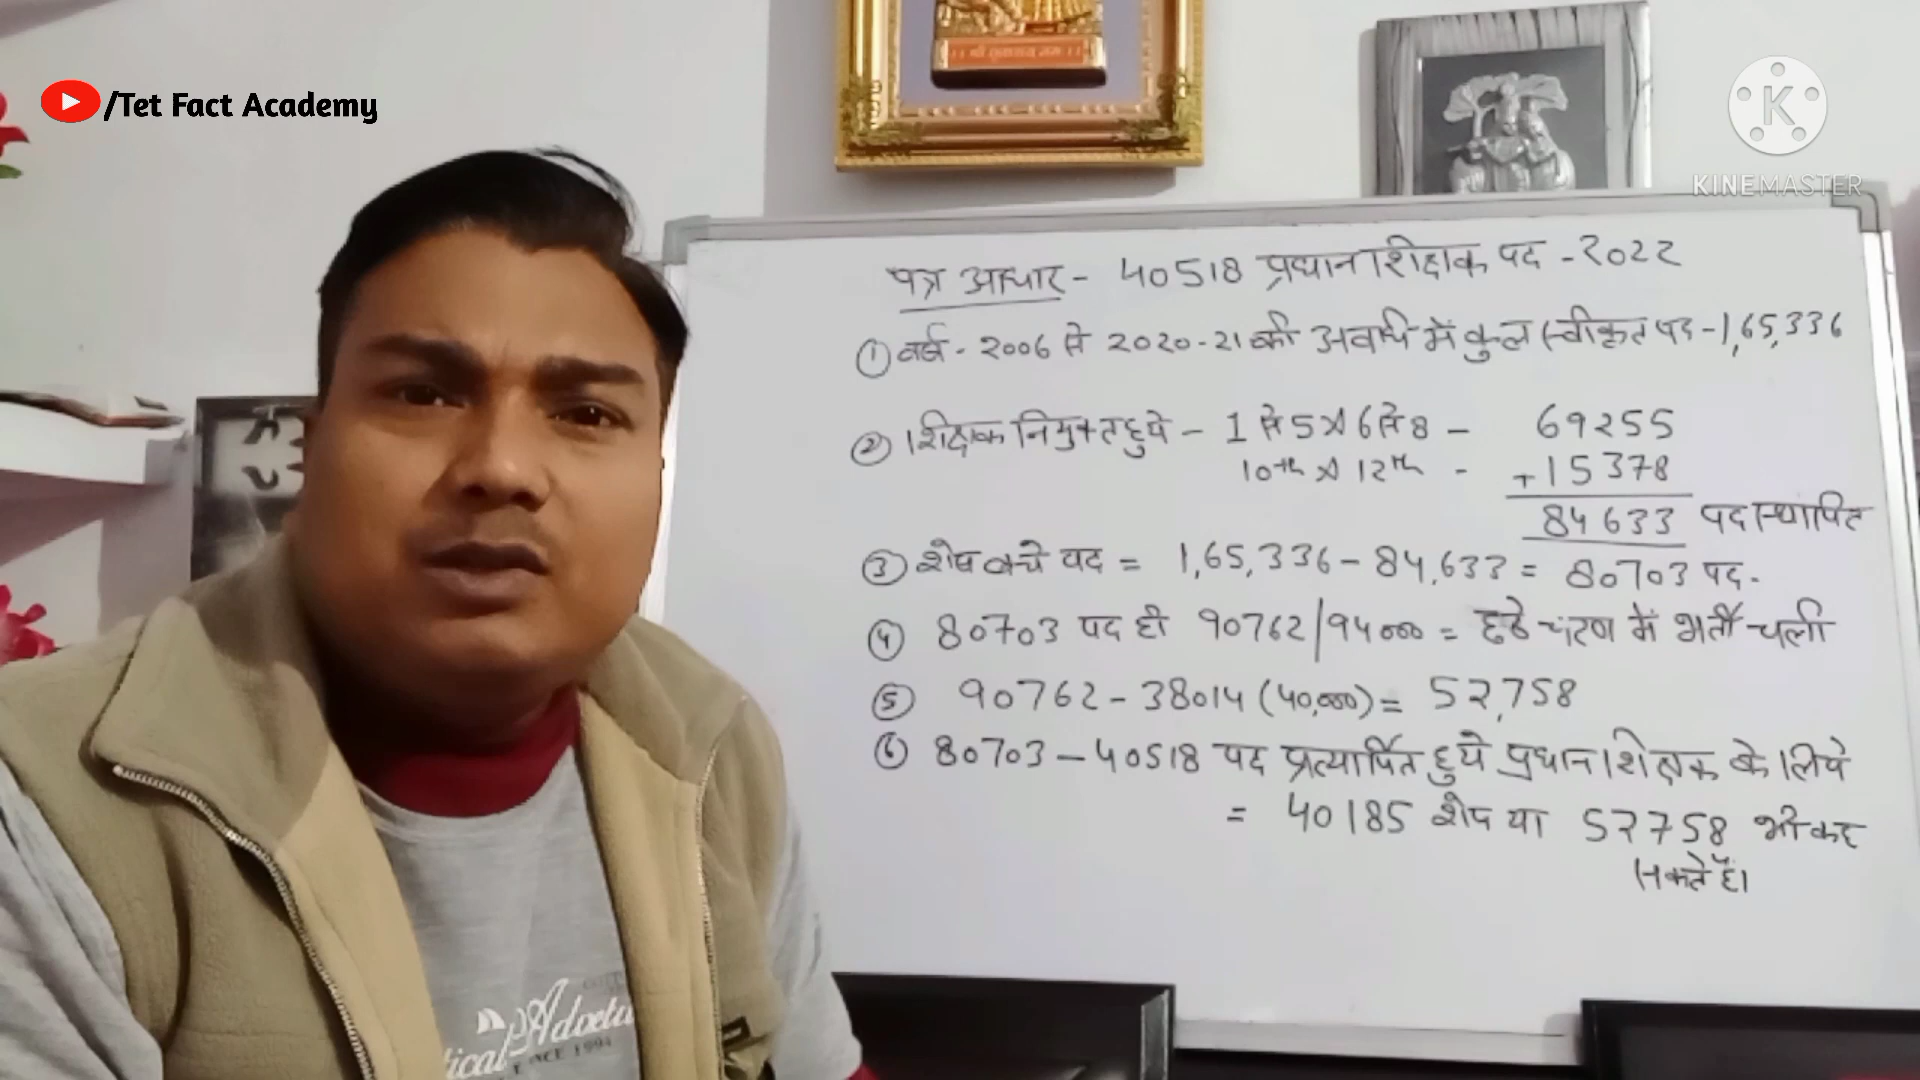 /Tet Fact Academy
KINEMASTER
पत्र आधार - 40518 प्रधान शिक्षक पद - 2022
① वर्ष - 2006 से 2020-21 की अवधि में कुल स्वीकृत पद - 1,65,336
② शिक्षक नियुक्त हुये - 1 से 5 व 6 से 8 - 69255
10th व 12th - +15378
84633 पदस्थापित
③ शेष बचे पद = 1,65,336 - 84,633 = 80703 पद.
④ 80703 पद ही 90762/94000 = छठे चरण में भर्ती चली
⑤ 90762 - 38014 (40,000) = 52,758
⑥ 80703 - 40518 पद प्रत्यार्पित हुये प्रधान शिक्षक के लिये
= 40185 शेष या 52758 भी कह
सकते हैं।
SINCE 1994